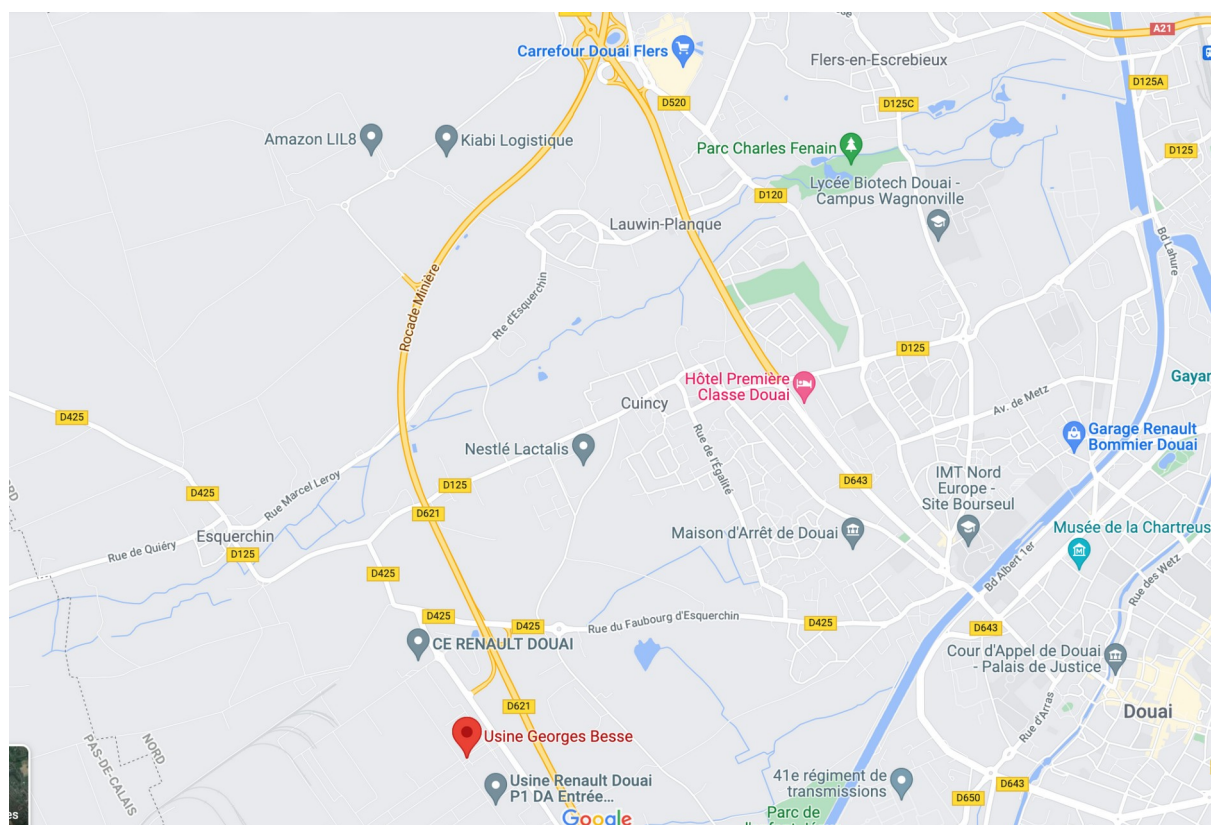 A21
Carrefour Douai Flers
Flers-en-Escrebieux
D125A
D520
D125C
Amazon LIL8
Kiabi Logistique
Parc Charles Fenain
D125
Lycée Biotech Douai -
Campus Wagnonville
D120
Lauwin-Planque
Bd Lahure
Rocade Minière
Rte d'Esquerchin
D125
Hôtel Première
Classe Douai
Gayan
Cuincy
Av. de Metz
D425
Rue de l'Égalité
Garage Renault
Bommier Douai
Nestlé Lactalis
IMT Nord
Europe -
Site Bourseul
D643
D125
Rue Marcel Leroy
D425
NORD
D621
Esquerchin
Maison d'Arrêt de Douai
Musée de la Chartreus
Rue de Quiéry
D125
Bd Albert 1er
Rue des Wetz
D425
D425
D425
Rue du Faubourg d'Esquerchin
D425
D643
CE RENAULT DOUAI
Cour d'Appel de Douai
- Palais de Justice
D621
Rue d'Arras
Douai
Usine Georges Besse
NORD
PAS-DE-CALAIS
Usine Renault Douai
P1 DA Entrée...
41e régiment de
transmissions
D650
D643
Parc de
Google
es